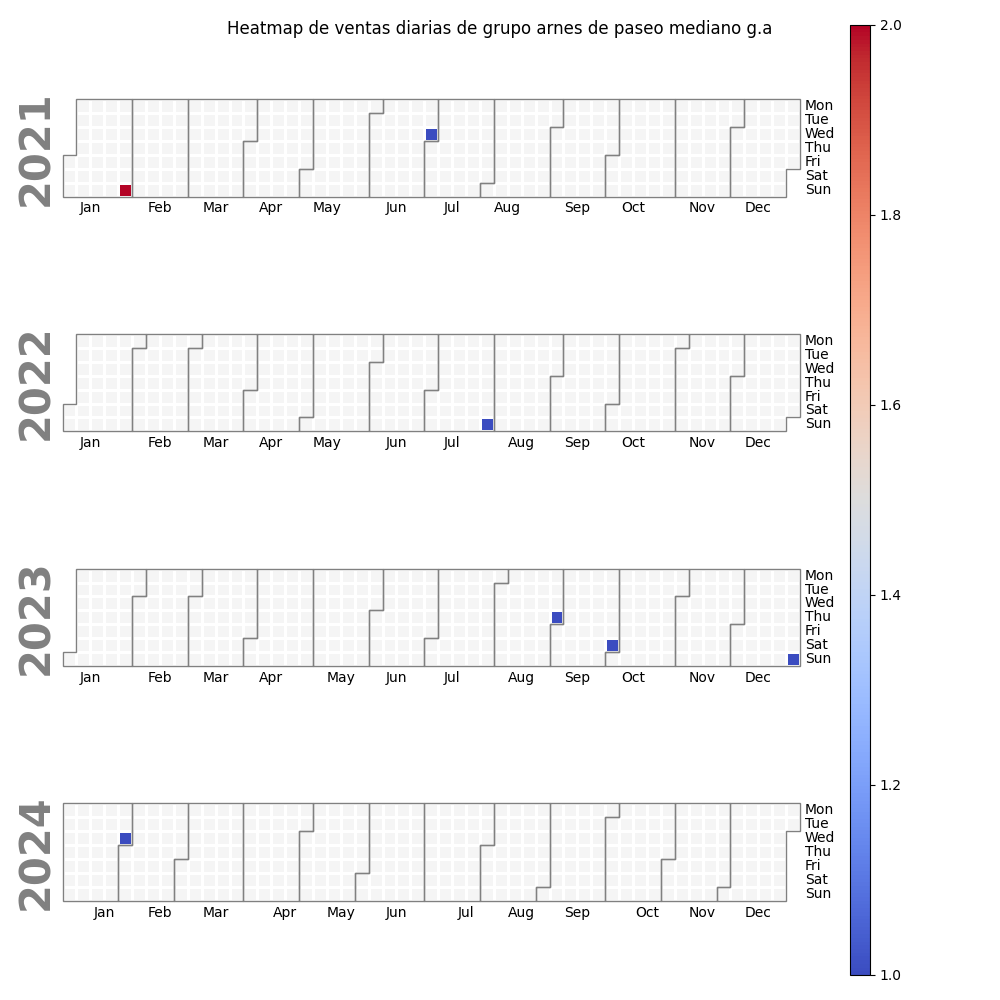 Heatmap de ventas diarias de grupo arnes de paseo mediano g.a
2021
Mon
Tue
Wed
Thu
Fri
Sat
Sun
Jan Feb Mar Apr May Jun Jul Aug Sep Oct Nov Dec
2022
Mon
Tue
Wed
Thu
Fri
Sat
Sun
Jan Feb Mar Apr May Jun Jul Aug Sep Oct Nov Dec
2023
Mon
Tue
Wed
Thu
Fri
Sat
Sun
Jan Feb Mar Apr May Jun Jul Aug Sep Oct Nov Dec
2024
Mon
Tue
Wed
Thu
Fri
Sat
Sun
Jan Feb Mar Apr May Jun Jul Aug Sep Oct Nov Dec
2.0
1.8
1.6
1.4
1.2
1.0